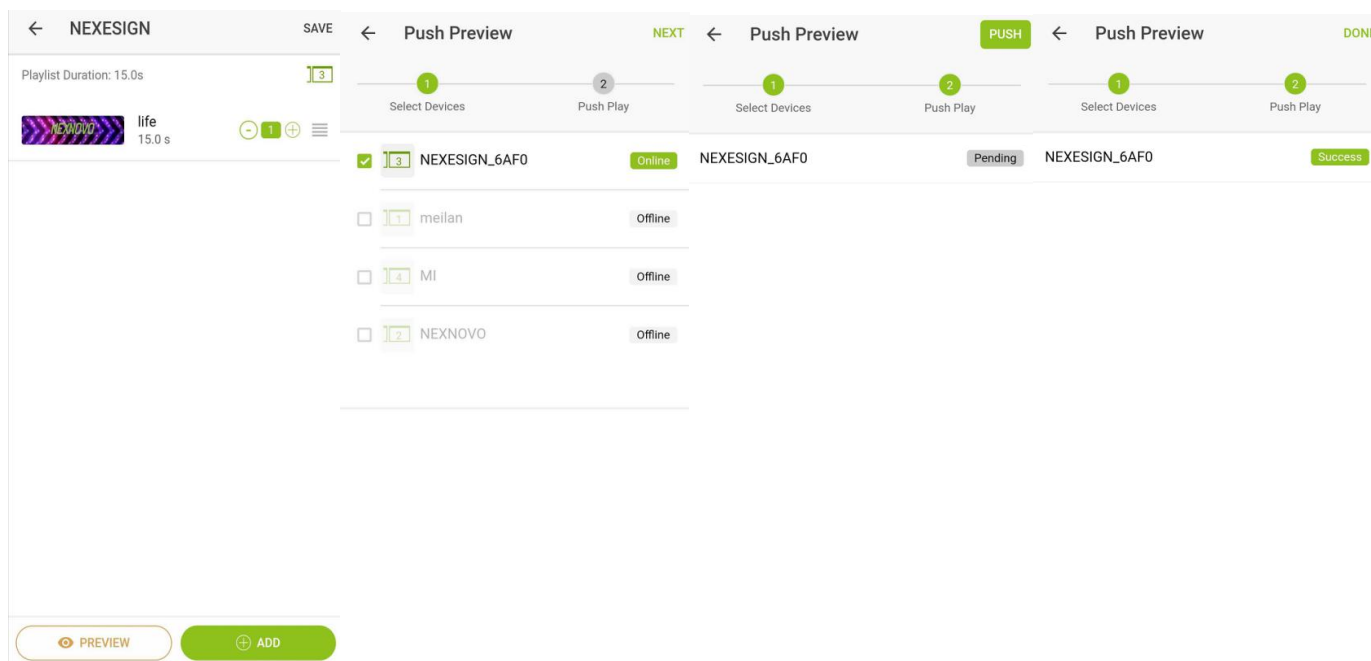 NEXESIGN
SAVE
Playlist Duration: 15.0s
3
NEXNOVO
life
15.0 s
1
PREVIEW
ADD
Push Preview
NEXT
1
2
Select Devices
Push Play
3
NEXESIGN_6AF0
Online
1
meilan
Offline
4
MI
Offline
2
NEXNOVO
Offline
Push Preview
PUSH
1
2
Select Devices
Push Play
NEXESIGN_6AF0
Pending
Push Preview
DON
1
2
Select Devices
Push Play
NEXESIGN_6AF0
Success